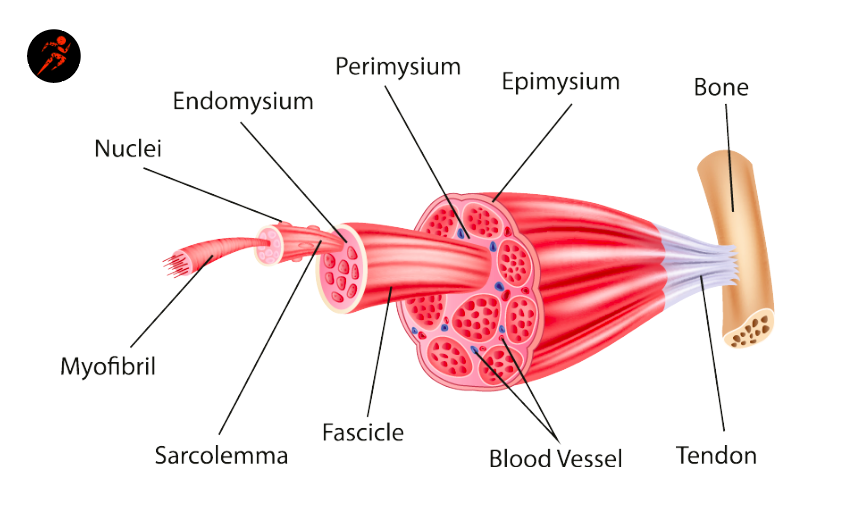 Perimysium
Epimysium
Bone
Endomysium
Nuclei
Myofibril
Fascicle
Sarcolemma
Blood Vessel
Tendon